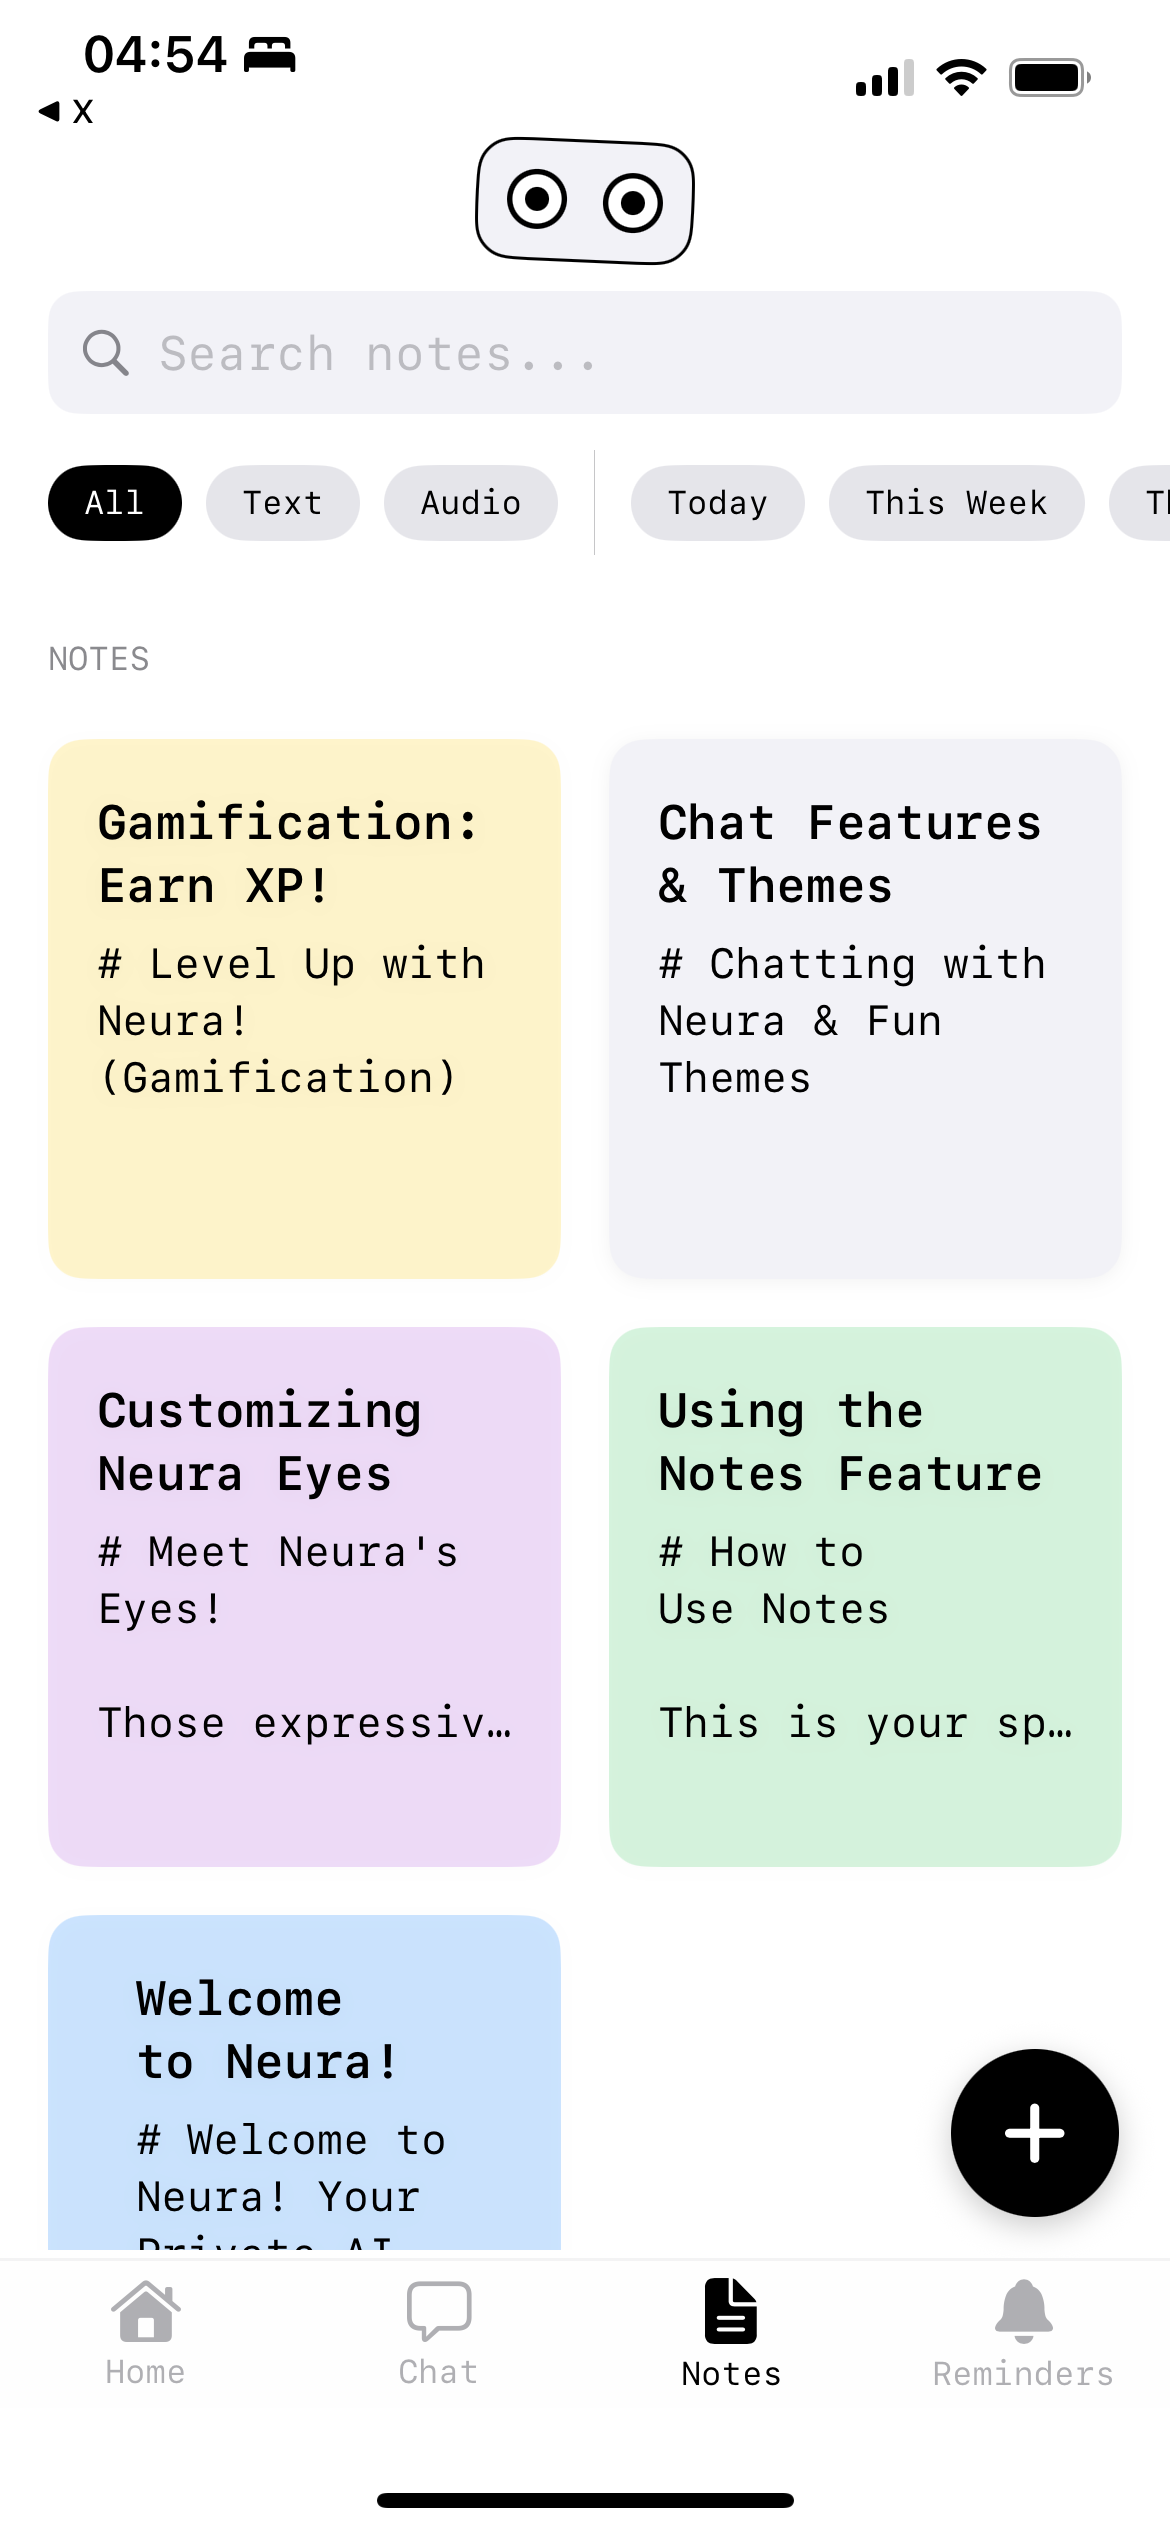 04:54
X
Search notes...
All Text Audio Today This Week
NOTES
Gamification:
Earn XP!
# Level Up with
Neura!
(Gamification)
Chat Features
& Themes
# Chatting with
Neura & Fun
Themes
Customizing
Neura Eyes
# Meet Neura's
Eyes!
Those expressiv…
Using the
Notes Feature
# How to
Use Notes
This is your sp…
Welcome
to Neura!
# Welcome to
Neura! Your
Private AI
Home Chat Notes Reminders